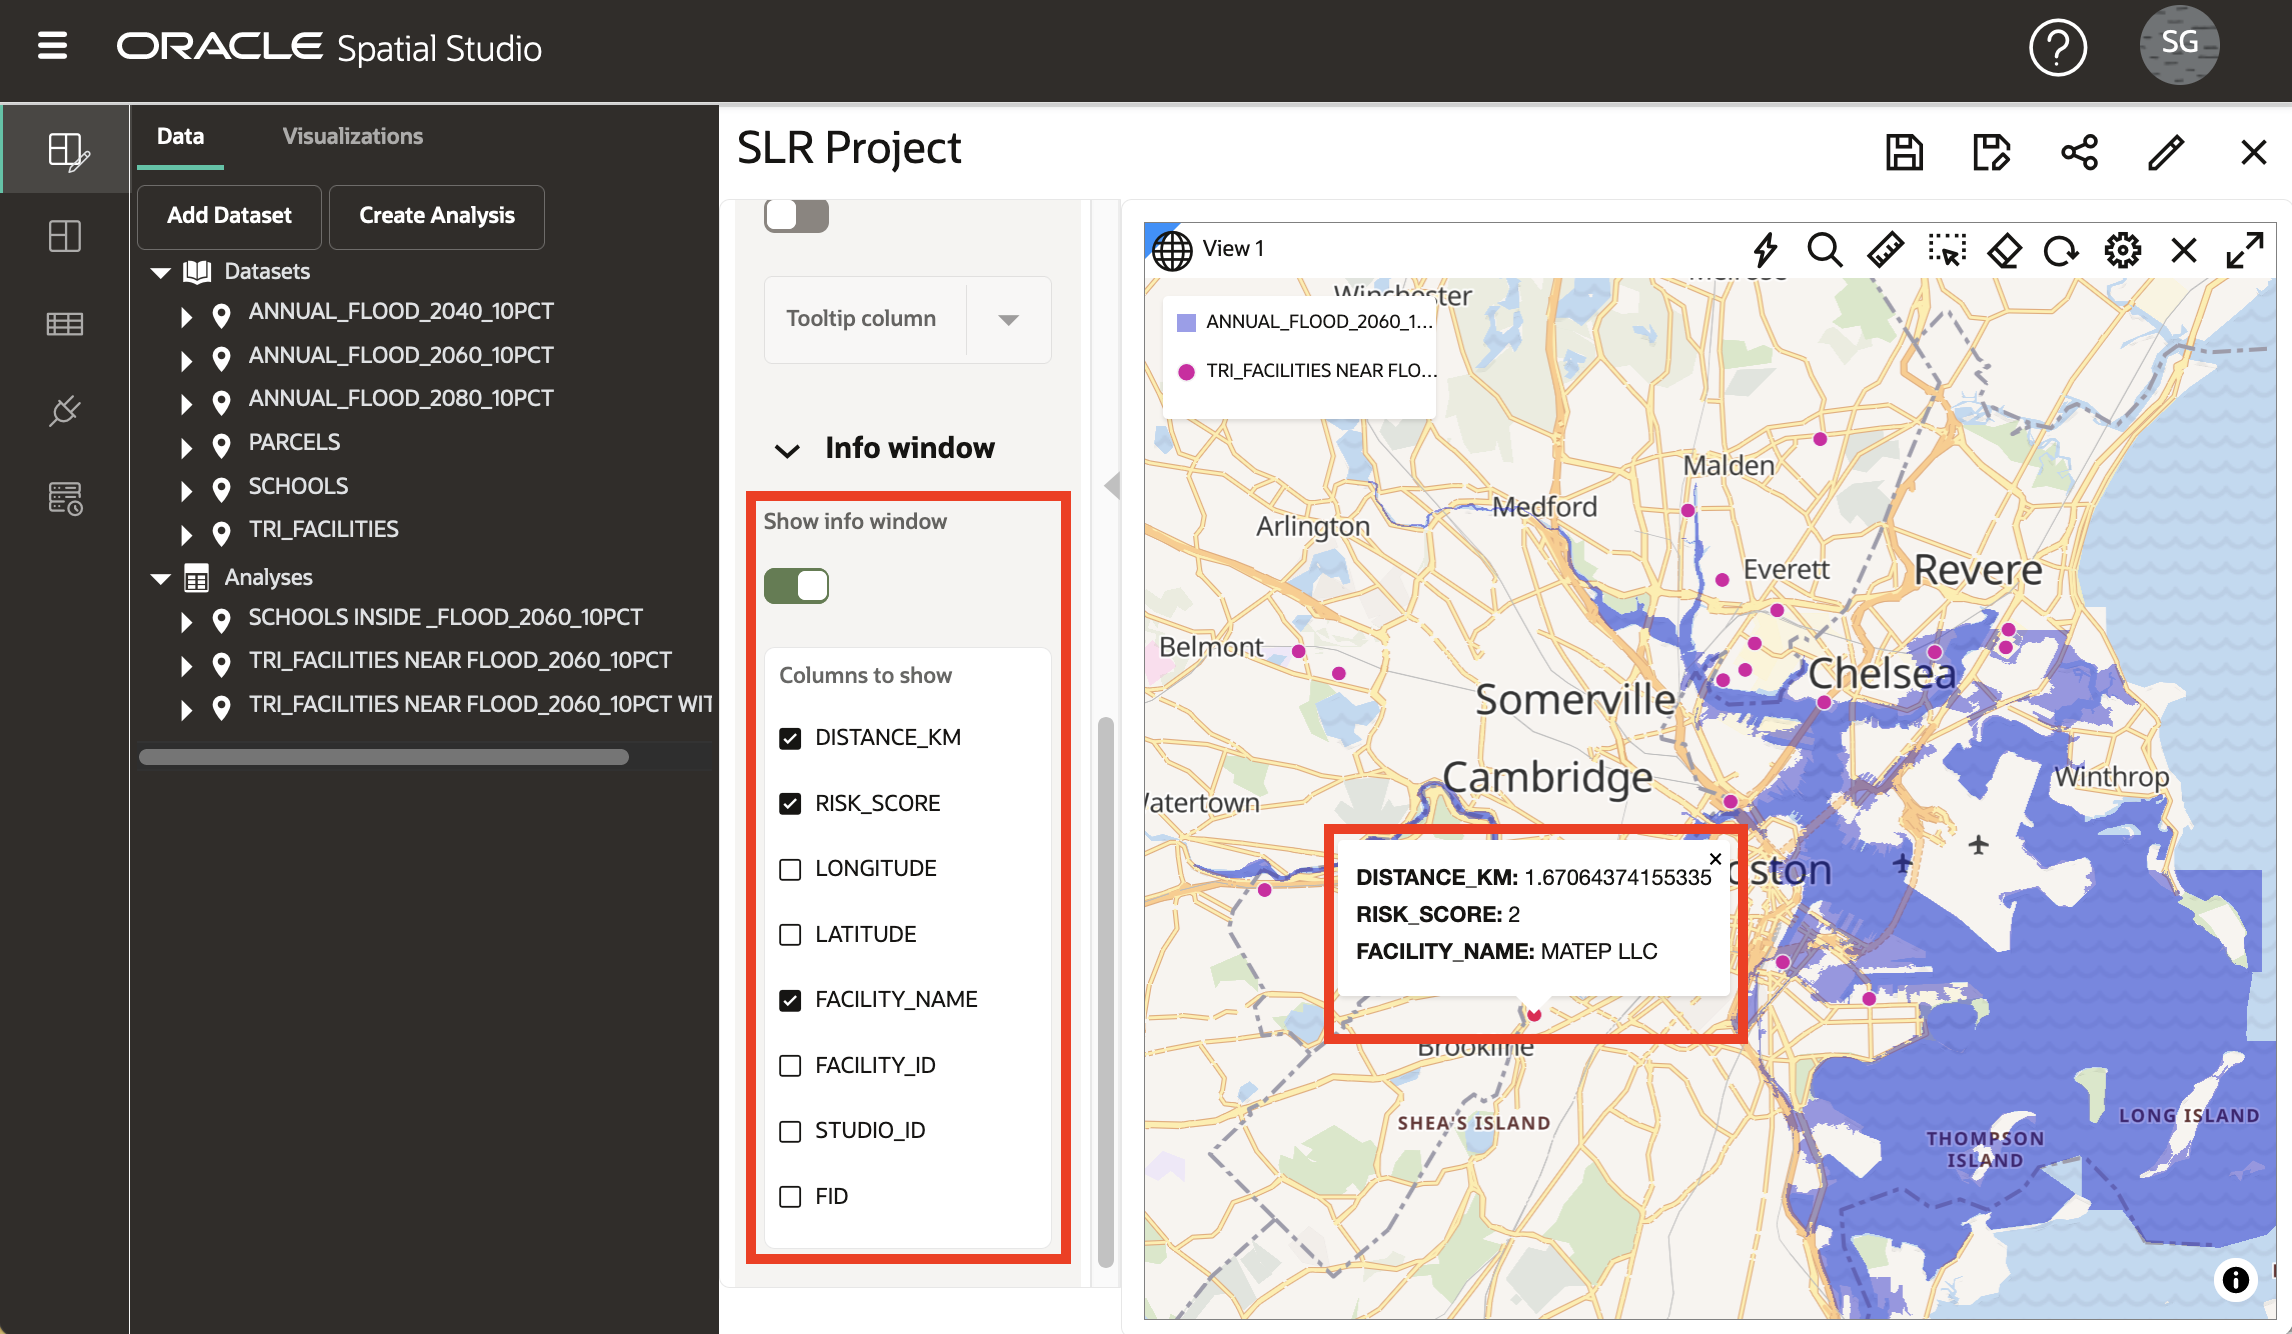 ORACLE Spatial Studio
SG
Data
Visualizations
Add Dataset
Create Analysis
Datasets
ANNUAL_FLOOD_2040_10PCT
ANNUAL_FLOOD_2060_10PCT
ANNUAL_FLOOD_2080_10PCT
PARCELS
SCHOOLS
TRI_FACILITIES
Analyses
SCHOOLS INSIDE _FLOOD_2060_10PCT
TRI_FACILITIES NEAR FLOOD_2060_10PCT
TRI_FACILITIES NEAR FLOOD_2060_10PCT WIT
SLR Project
Tooltip column
Info window
Show info window
Columns to show
DISTANCE_KM
RISK_SCORE
LONGITUDE
LATITUDE
FACILITY_NAME
FACILITY_ID
STUDIO_ID
FID
View 1
ANNUAL_FLOOD_2060_1...
TRI_FACILITIES NEAR FLO...
Winchester
Malden
Medford
Arlington
Everett
Revere
Belmont
Chelsea
Somerville
Cambridge
Winthrop
Watertown
oston
DISTANCE_KM: 1.67064374155335
RISK_SCORE: 2
FACILITY_NAME: MATEP LLC
Brookline
SHEA'S ISLAND
LONG ISLAND
THOMPSON
ISLAND